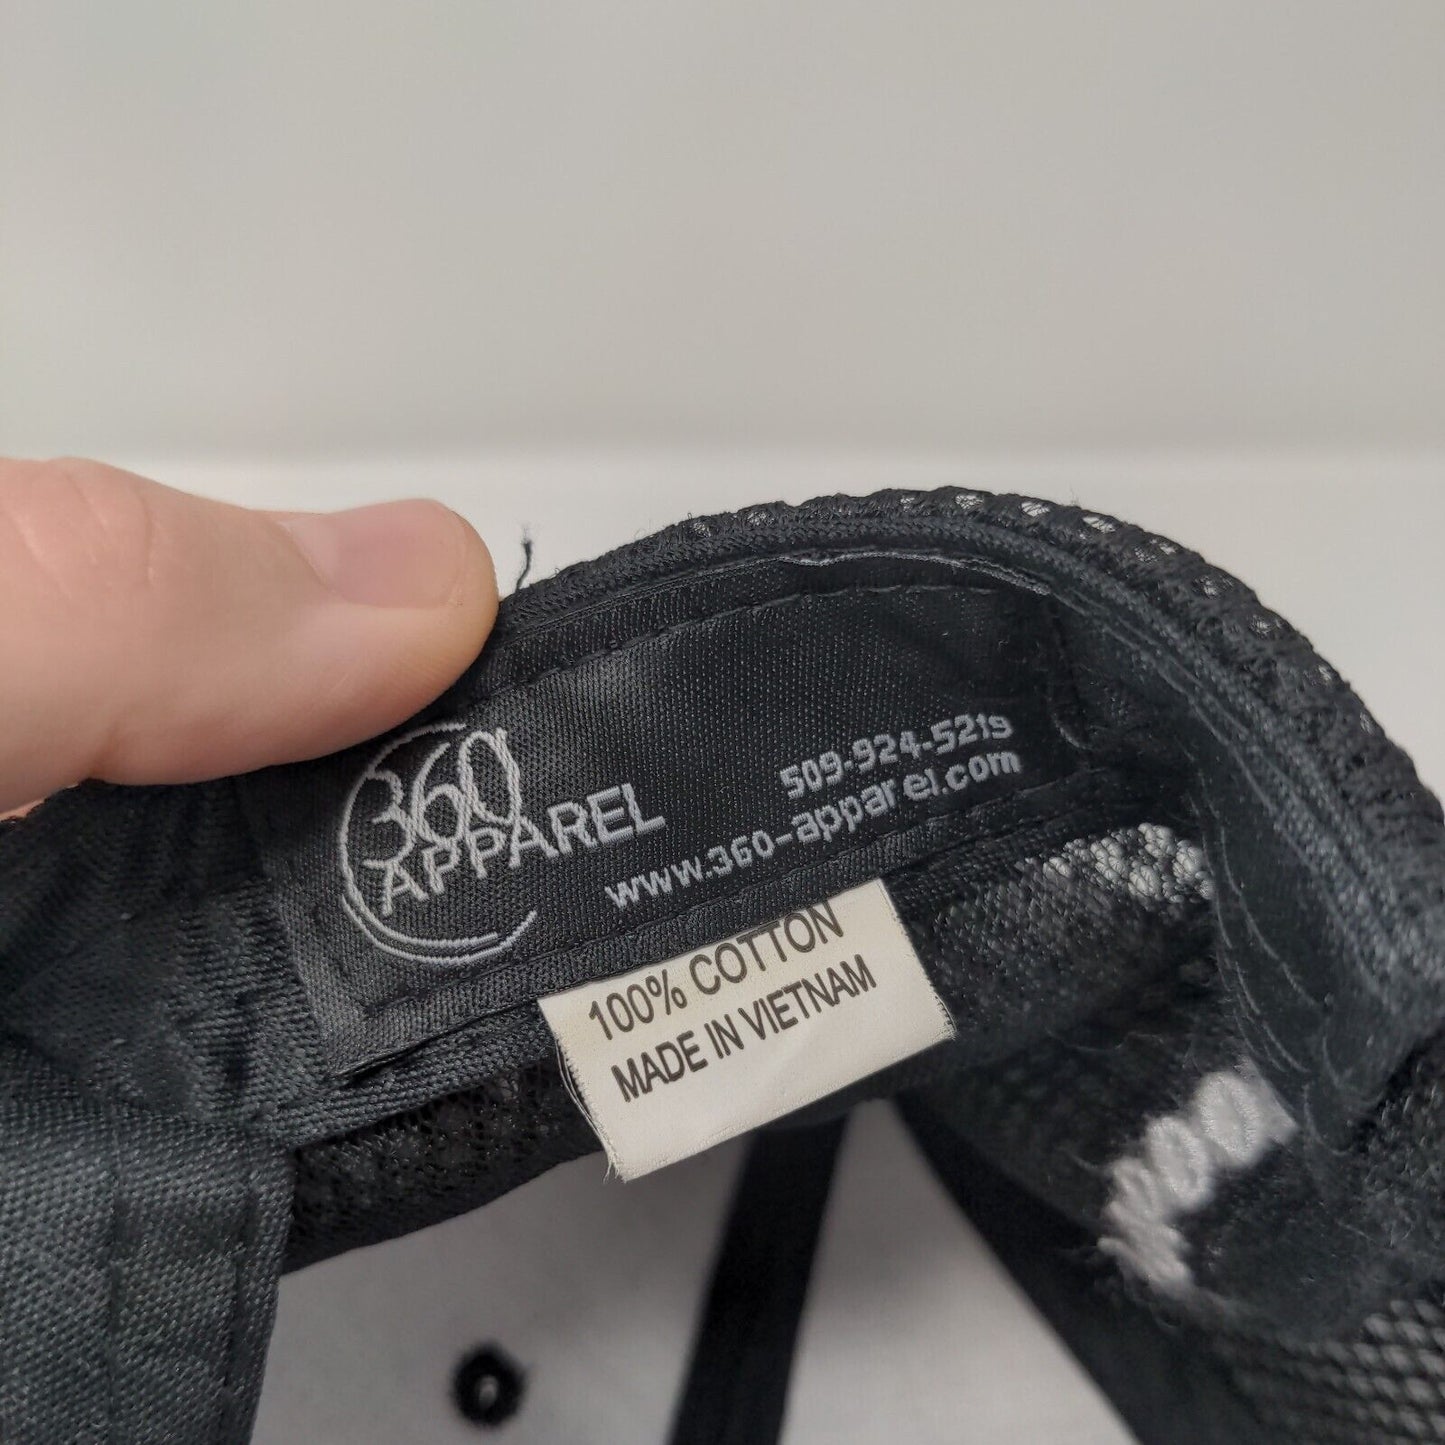 360
APPAREL
509-924-5219
www.360-apparel.com
100% COTTON
MADE IN VIETNAM